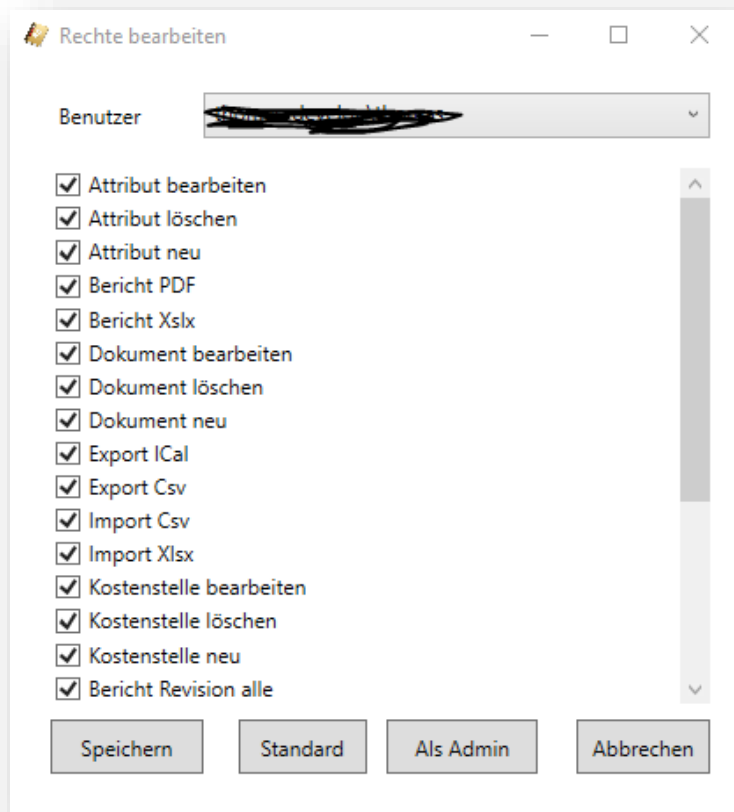 Rechte bearbeiten
Benutzer
Attribut bearbeiten
Attribut löschen
Attribut neu
Bericht PDF
Bericht Xslx
Dokument bearbeiten
Dokument löschen
Dokument neu
Export ICal
Export Csv
Import Csv
Import Xlsx
Kostenstelle bearbeiten
Kostenstelle löschen
Kostenstelle neu
Bericht Revision alle
Speichern Standard Als Admin Abbrechen